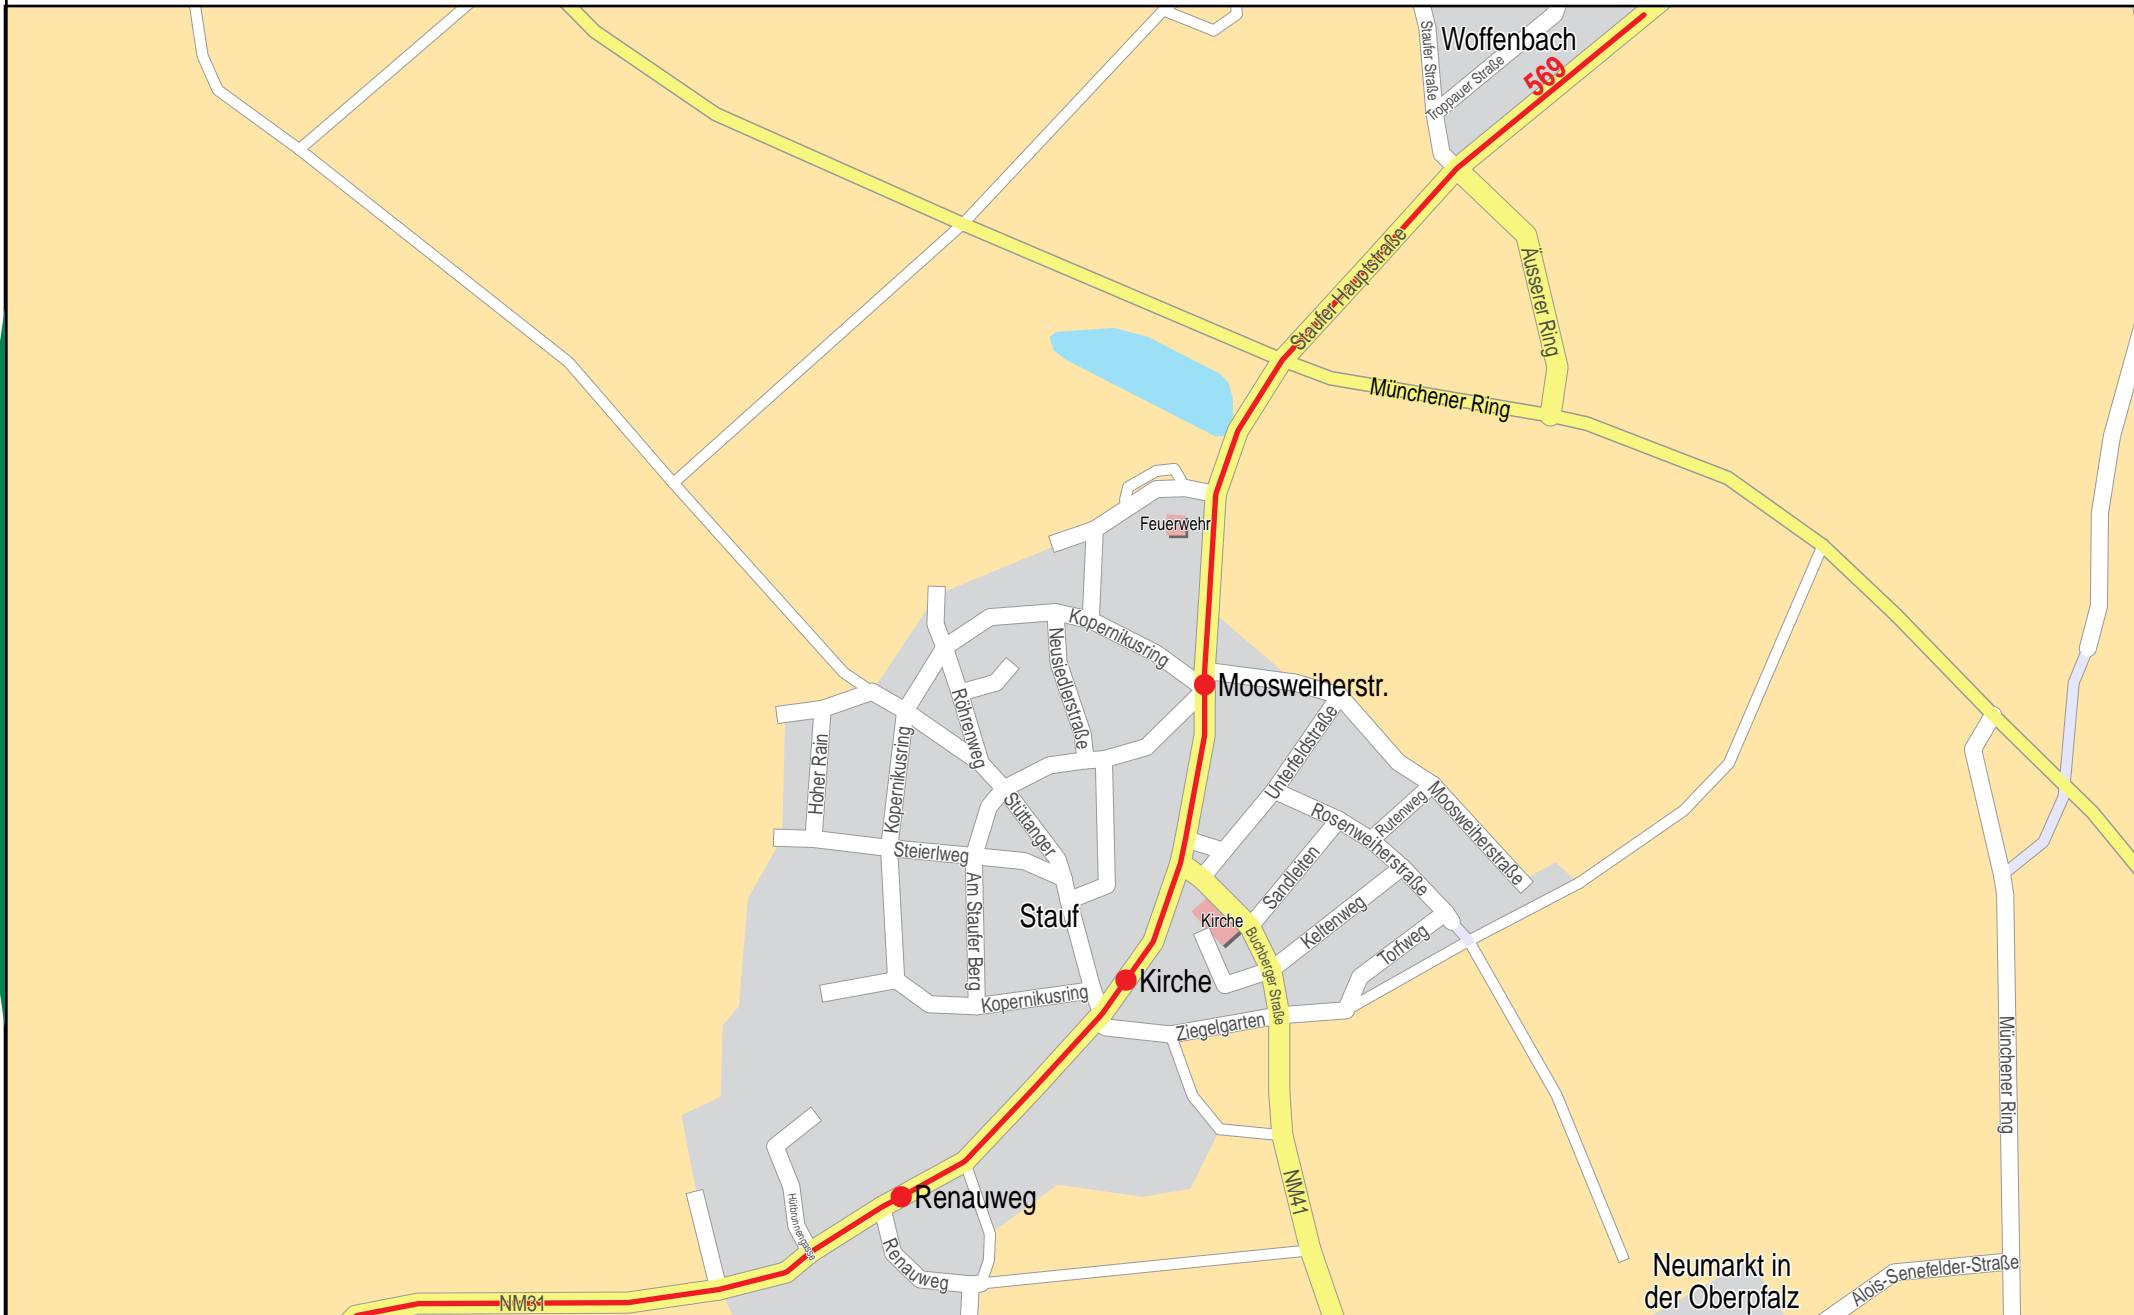 Woffenbach
Staufer Straße
Troppauer Straße
569
Staufer Hauptstraße
Äusserer Ring
Münchener Ring
Feuerwehr
Kopernikusring
Neusiedlerstraße
Moosweiherstr.
Röhrenweg
Unterfeldstraße
Hoher Rain
Kopernikusring
Stüttanger
Rosenweiherstraße
Rutenweg
Moosweiherstraße
Steierlweg
Sandleiten
Am Staufer Berg
Stauf
Kirche
Keltenweg
Buchberger Straße
Torfweg
Kirche
Kopernikusring
Ziegelgarten
Münchener Ring
NM41
Renauweg
Hüttbrunnengasse
Renauweg
Neumarkt in
der Oberpfalz
Alois-Senefelder-Straße
NM31